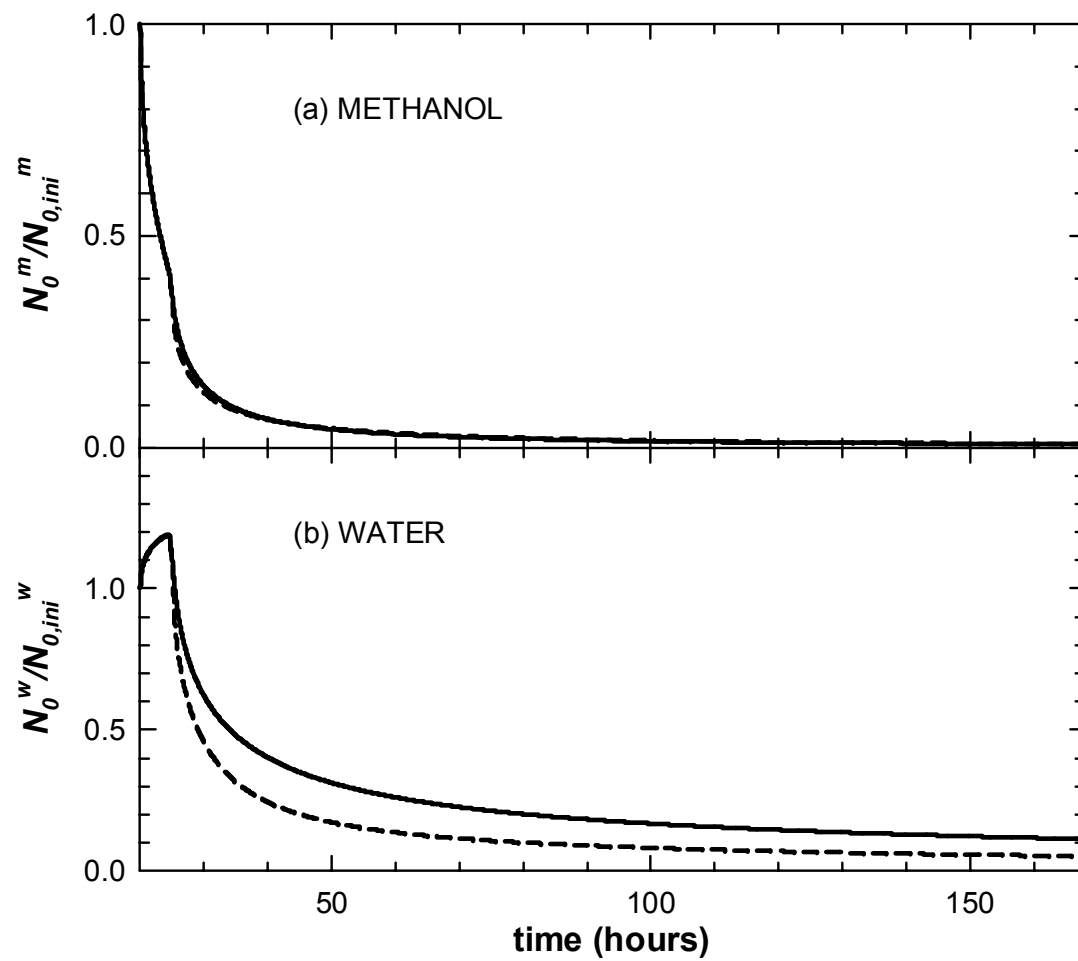 1.0
(a) METHANOL
N₀ᵐ/N₀,ᵢₙᵢᵐ
0.5
0.0
(b) WATER
N₀ʷ/N₀,ᵢₙᵢʷ
1.0
0.5
0.0
50
100
150
time (hours)